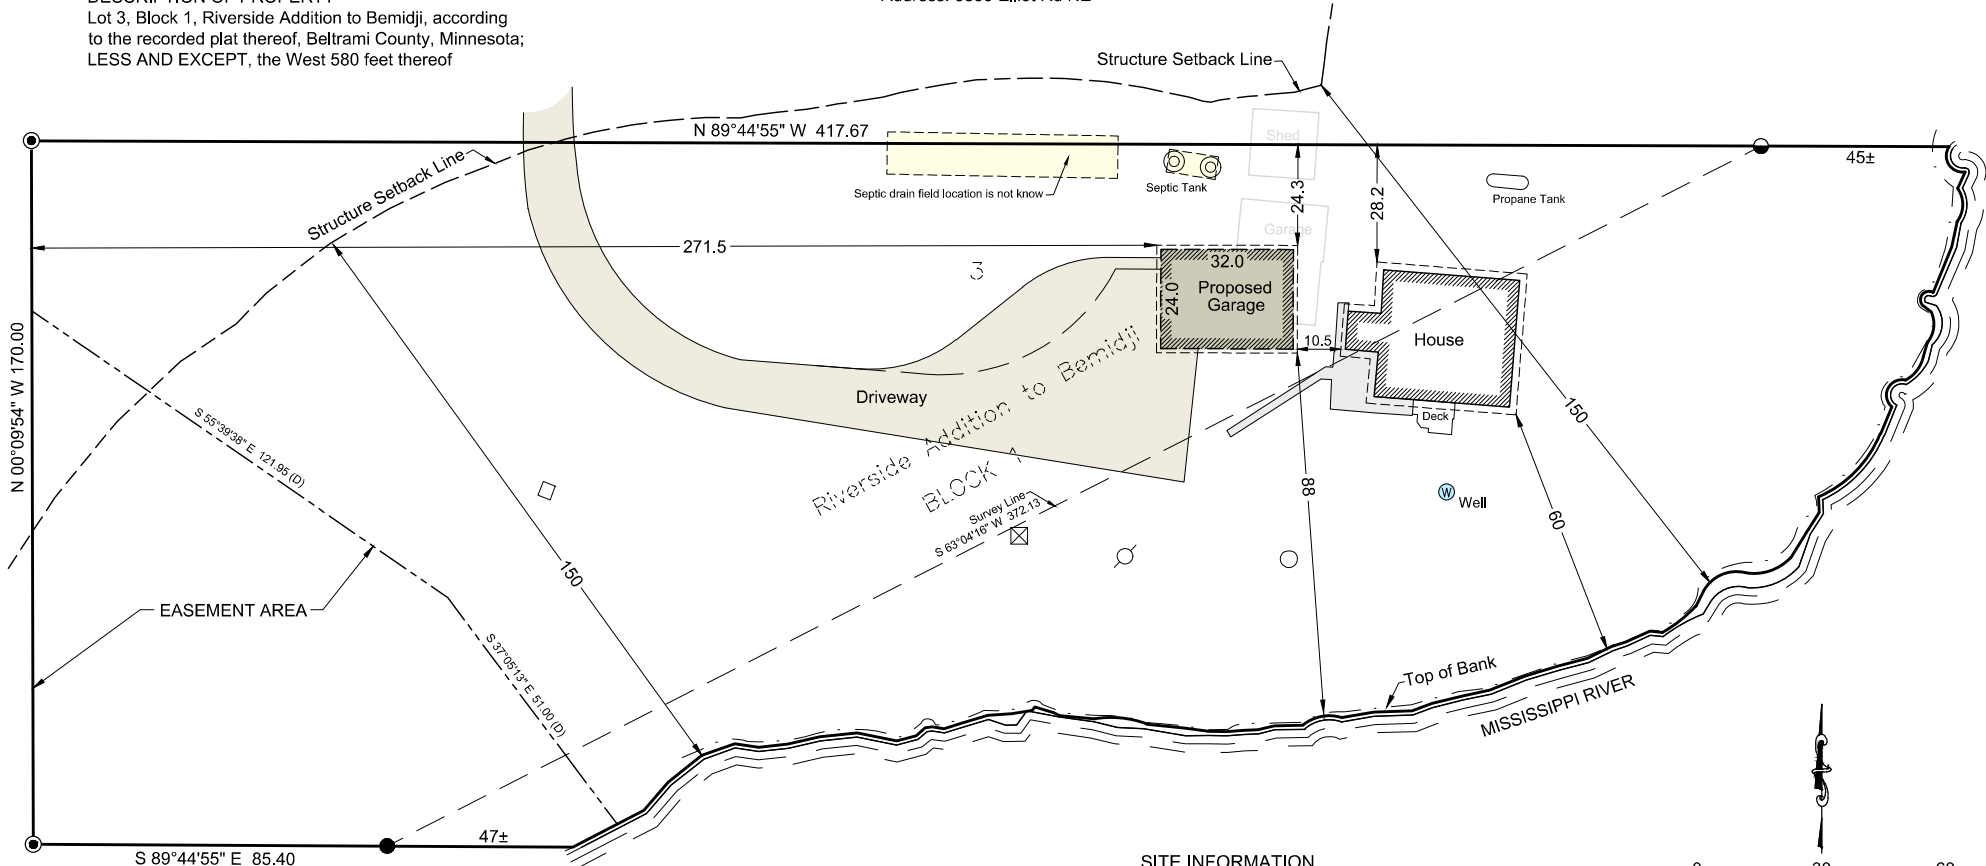 Lot 3, Block 1, Riverside Addition to Bemidji, according
to the recorded plat thereof, Beltrami County, Minnesota;
LESS AND EXCEPT, the West 580 feet thereof
Structure Setback Line
N 89°44'55" W 417.67
Shed
45±
Structure Setback Line
Septic drain field location is not know
Septic Tank
24.3
28.2
Propane Tank
Garage
271.5
3
32.0
24.0
Proposed
Garage
10.5
House
N 00°09'54" W 170.00
Driveway
Deck
150
Riverside Addition to Bemidji
BLOCK 1
S 55°39'38" E 121.95 (D)
Survey Line
S 63°04'16" W 372.13
88
W
Well
60
150
EASEMENT AREA
S 37°05'13" E 51.00 (D)
Top of Bank
MISSISSIPPI RIVER
47±
S 89°44'55" E 85.40
SITE INFORMATION
0 30 60